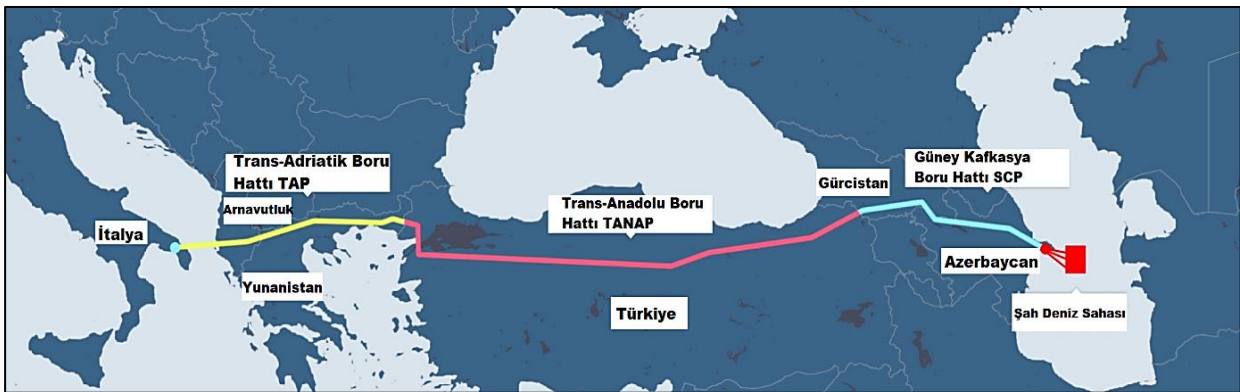 Trans-Adriatik Boru
Hattı TAP
Arnavutluk
İtalya
Yunanistan
Trans-Anadolu Boru
Hattı TANAP
Türkiye
Gürcistan
Güney Kafkasya
Boru Hattı SCP
Azerbaycan
Şah Deniz Sahası